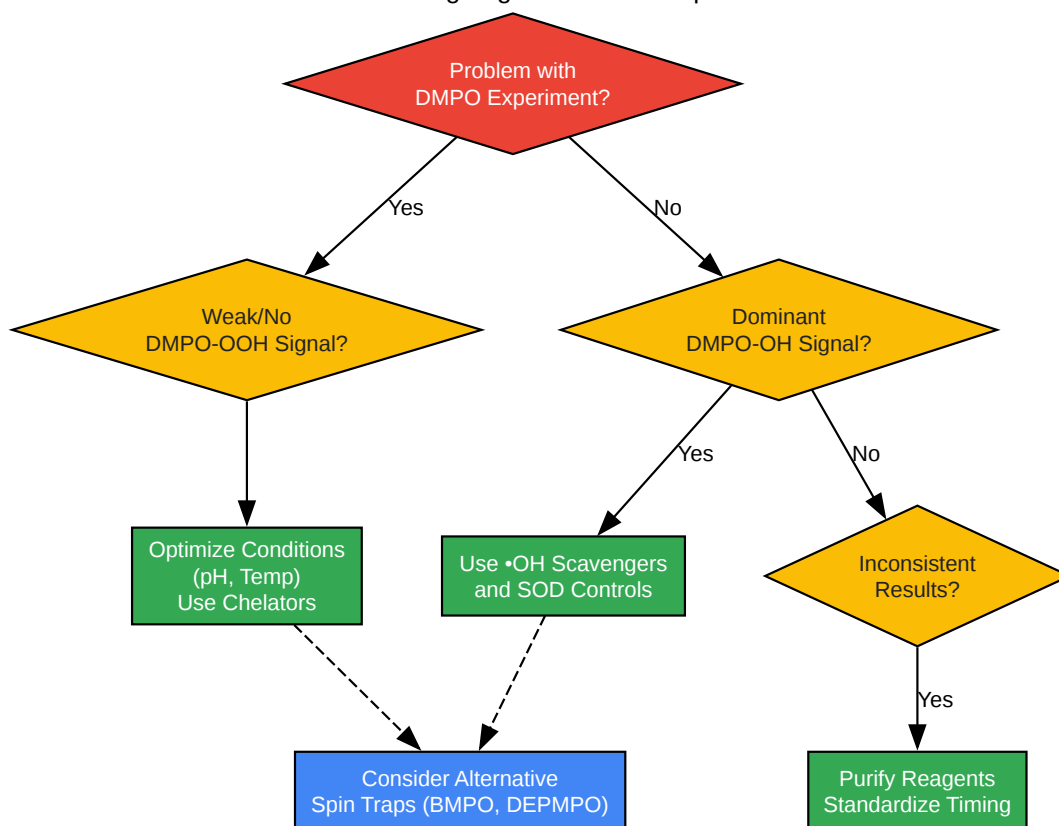 Problem with
DMPO Experiment?
Yes
No
Weak/No
DMPO-OOH Signal?
Dominant
DMPO-OH Signal?
Yes
No
Optimize Conditions
(pH, Temp)
Use Chelators
Use •OH Scavengers
and SOD Controls
Inconsistent
Results?
Yes
Consider Alternative
Spin Traps (BMPO, DEPMPO)
Purify Reagents
Standardize Timing